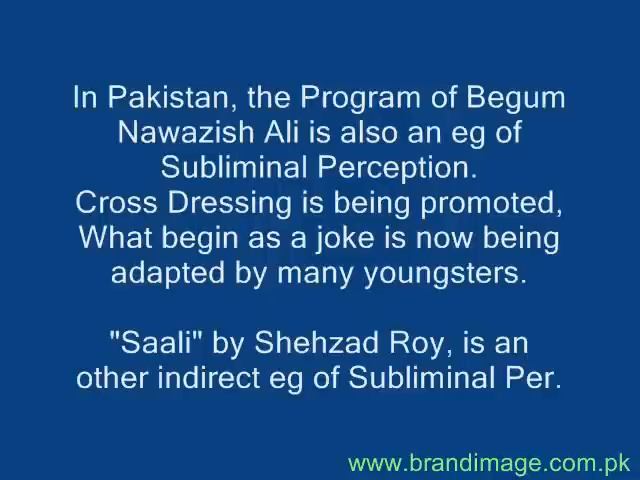 In Pakistan, the Program of Begum
Nawazish Ali is also an eg of
Subliminal Perception.
Cross Dressing is being promoted,
What begin as a joke is now being
adapted by many youngsters.
"Saali" by Shehzad Roy, is an
other indirect eg of Subliminal Per.
www.brandimage.com.pk